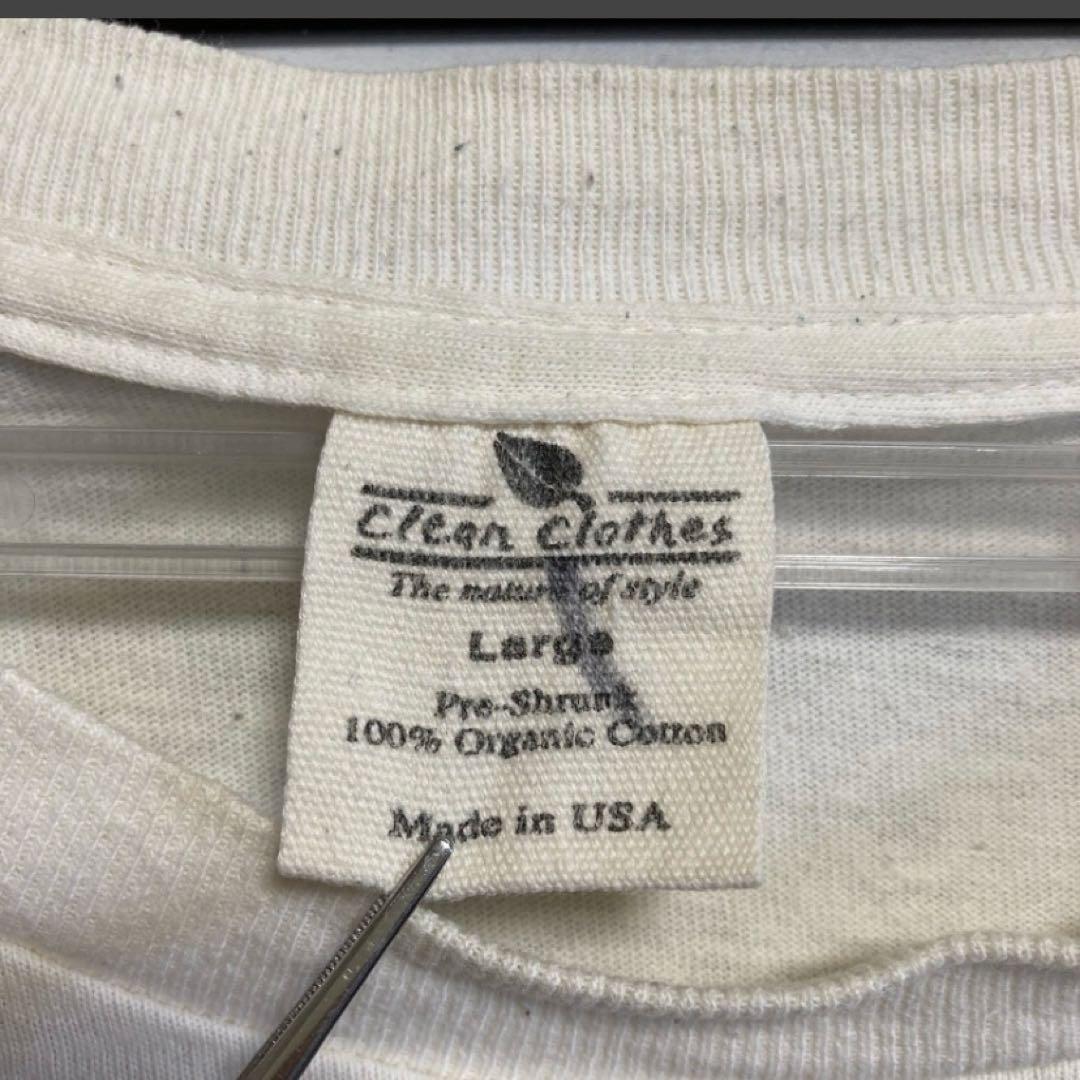 Clean Clothes
The nature of style
Large
Pre-Shrunk
100% Organic Cotton
Made in USA